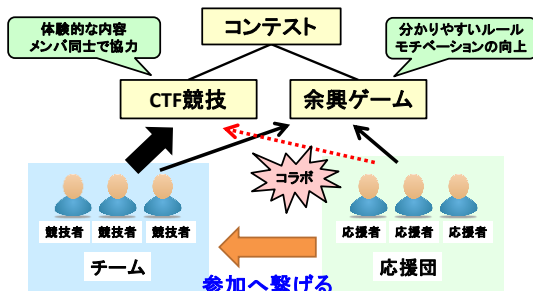 コンテスト
体験的な内容
メンバ同士で協力
分かりやすいルール
モチベーションの向上
CTF競技
余興ゲーム
コラボ
競技者 競技者 競技者
応援者 応援者 応援者
チーム
応援団
参加へ繋げる